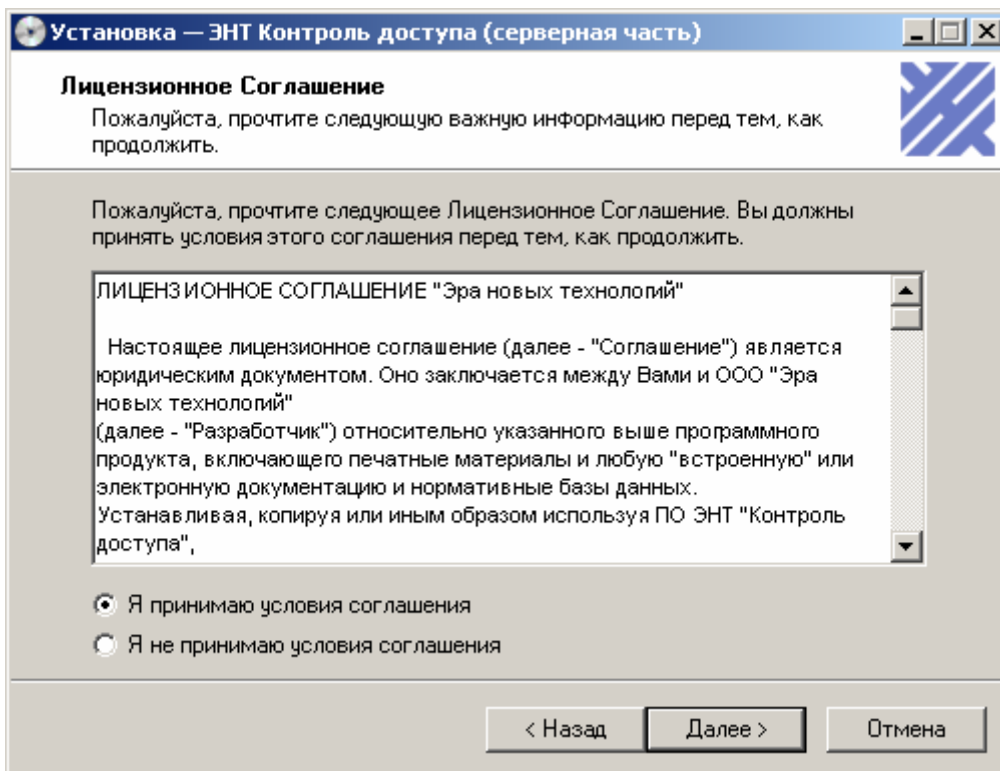 Установка — ЭНТ Контроль доступа (серверная часть)
Лицензионное Соглашение
Пожалуйста, прочтите следующую важную информацию перед тем, как
продолжить.
Пожалуйста, прочтите следующее Лицензионное Соглашение. Вы должны
принять условия этого соглашения перед тем, как продолжить.
ЛИЦЕНЗИОННОЕ СОГЛАШЕНИЕ "Эра новых технологий"
Настоящее лицензионное соглашение (далее - "Соглашение") является
юридическим документом. Оно заключается между Вами и ООО "Эра
новых технологий"
(далее - "Разработчик") относительно указанного выше программного
продукта, включающего печатные материалы и любую "встроенную" или
электронную документацию и нормативные базы данных.
Устанавливая, копируя или иным образом используя ПО ЭНТ "Контроль
доступа",
Я принимаю условия соглашения
Я не принимаю условия соглашения
< Назад
Далее >
Отмена